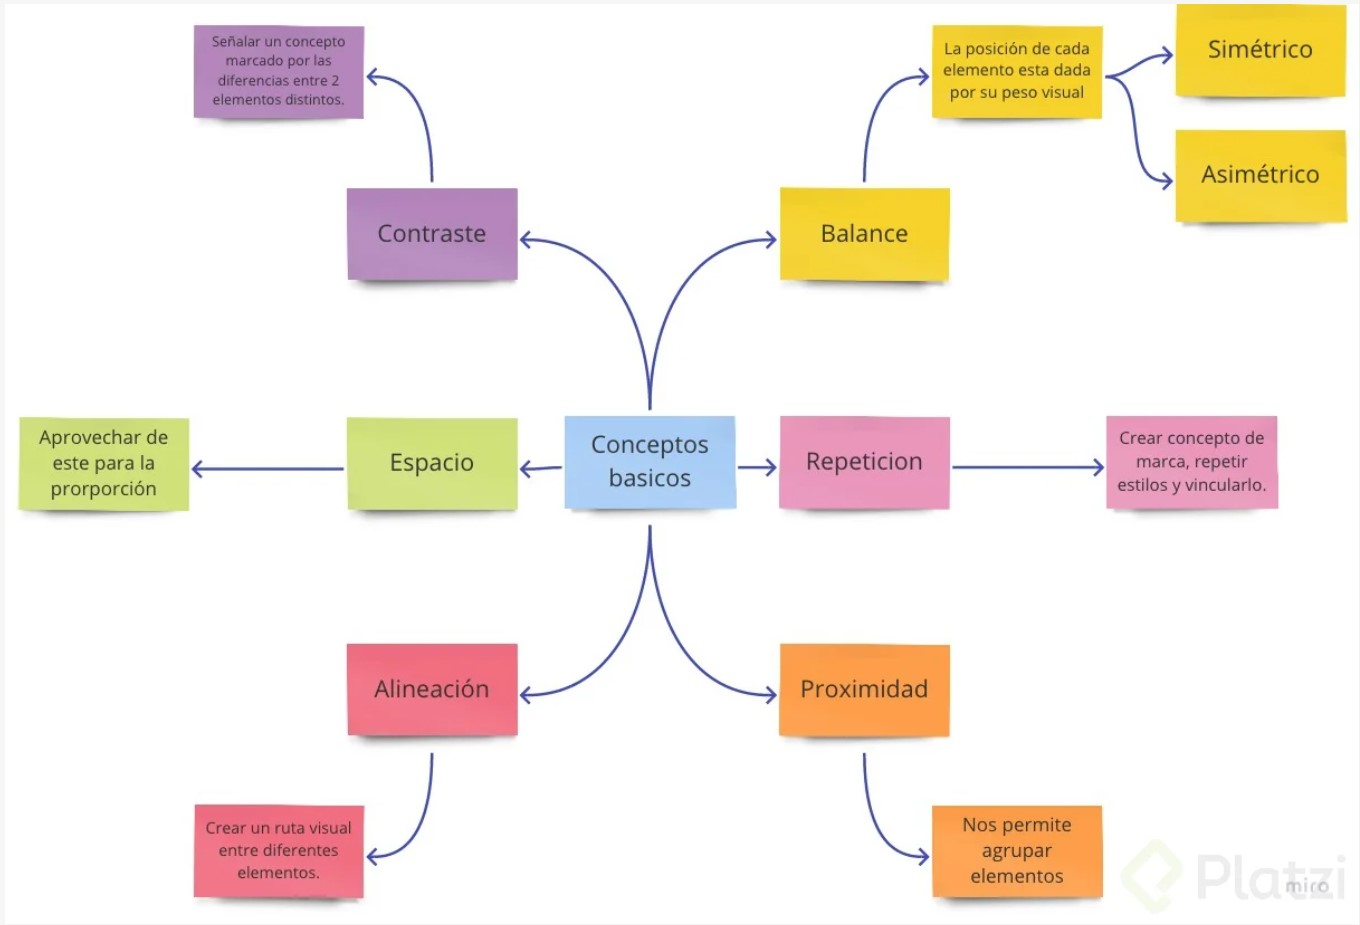 Señalar un concepto
marcado por las
diferencias entre 2
elementos distintos.
La posición de cada
elemento esta dada
por su peso visual
Simétrico
Asimétrico
Contraste
Balance
Aprovechar de
este para la
prorporción
Espacio
Conceptos
basicos
Repeticion
Crear concepto de
marca, repetir
estilos y vincularlo.
Alineación
Proximidad
Crear un ruta visual
entre diferentes
elementos.
Nos permite
agrupar
elementos
Platzi
miro